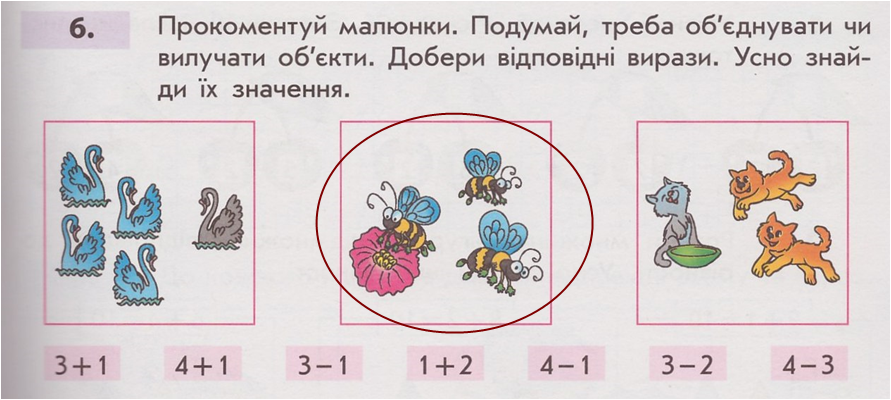 6. Прокоментуй малюнки. Подумай, треба об’єднувати чи
вилучати об’єкти. Добери відповідні вирази. Усно знай-
ди їх значення.
3+1 4+1 3−1 1+2 4−1 3−2 4−3